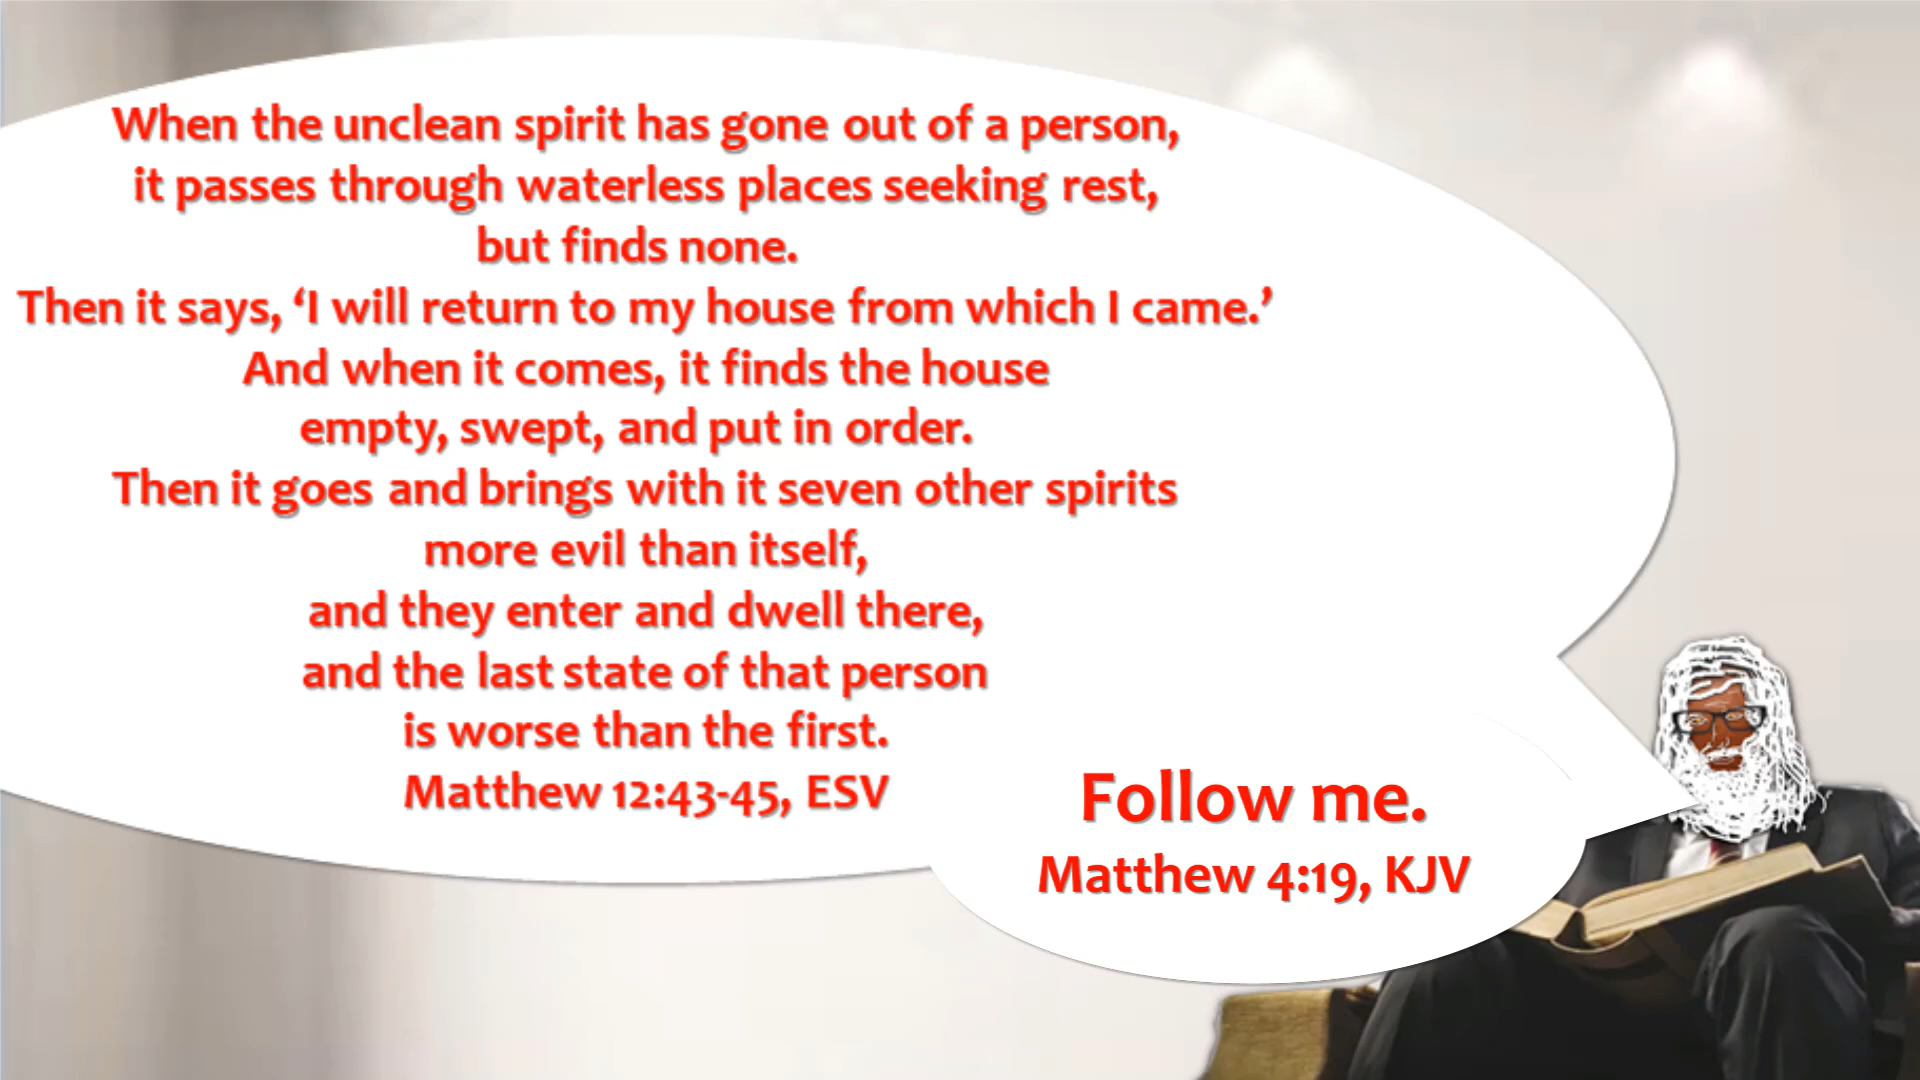 When the unclean spirit has gone out of a person,
it passes through waterless places seeking rest,
but finds none.
Then it says, ‘I will return to my house from which I came.’
And when it comes, it finds the house
empty, swept, and put in order.
Then it goes and brings with it seven other spirits
more evil than itself,
and they enter and dwell there,
and the last state of that person
is worse than the first.
Matthew 12:43-45, ESV
Follow me.
Matthew 4:19, KJV